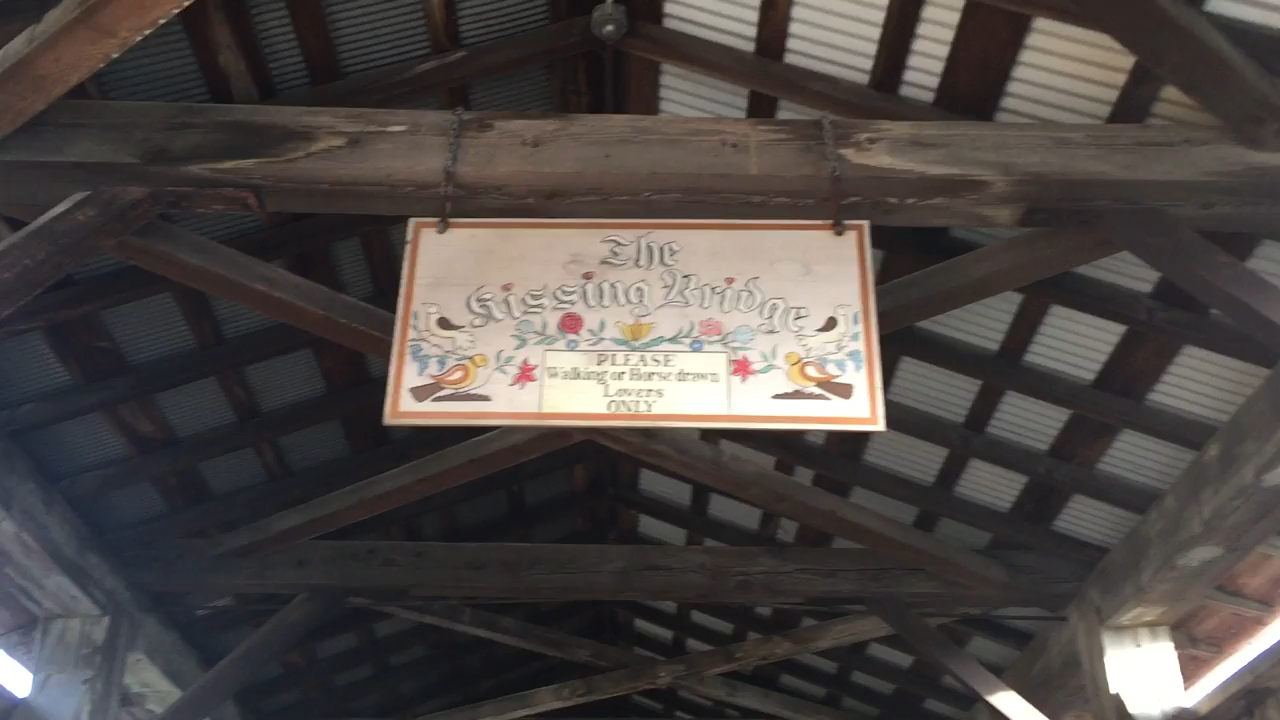 The
Kissing Bridge
PLEASE
Walking or Horse drawn
Lovers
ONLY